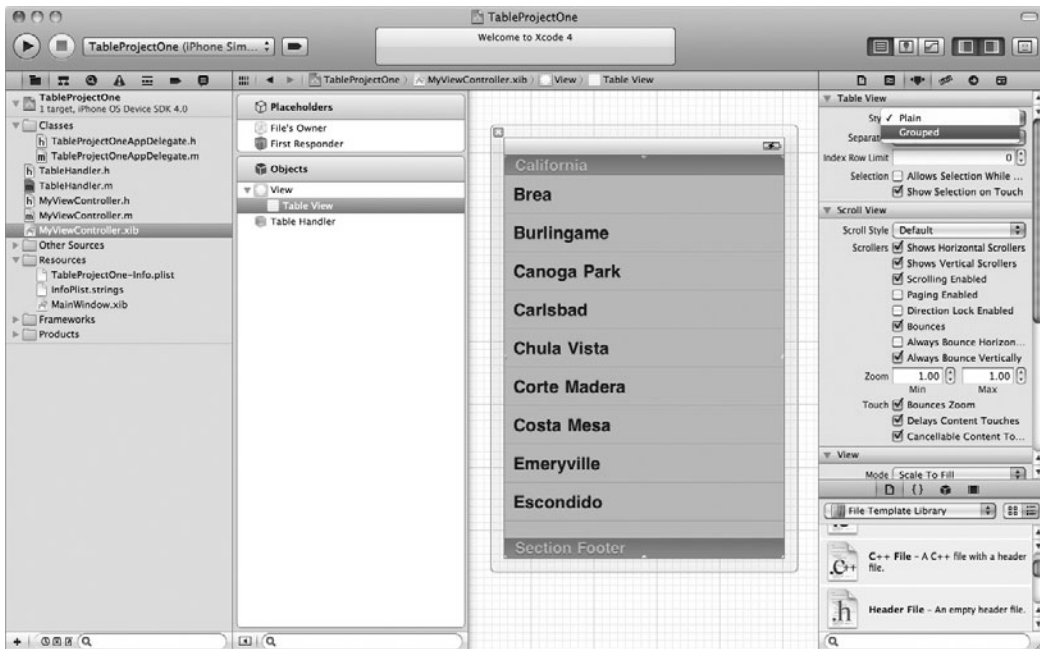 TableProjectOne
TableProjectOne (iPhone Sim...
Welcome to Xcode 4
TableProjectOne
1 target, iPhone OS Device SDK 4.0
Classes
TableProjectOneAppDelegate.h
TableProjectOneAppDelegate.m
TableHandler.h
TableHandler.m
MyViewController.h
MyViewController.m
MyViewController.xib
Other Sources
Resources
TableProjectOne-Info.plist
InfoPlist.strings
MainWindow.xib
Frameworks
Products
TableProjectOne
MyViewController.xib
View
Table View
Placeholders
File's Owner
First Responder
Objects
View
Table View
Table Handler
California
Brea
Burlingame
Canoga Park
Carlsbad
Chula Vista
Corte Madera
Costa Mesa
Emeryville
Escondido
Section Footer
Table View
Sty ✓ Plain
Separat Grouped
Index Row Limit 0
Selection Allows Selection While ...
Show Selection on Touch
Scroll View
Scroll Style Default
Scrollers Shows Horizontal Scrollers
Shows Vertical Scrollers
Scrolling Enabled
Paging Enabled
Direction Lock Enabled
Bounces
Always Bounce Horizon...
Always Bounce Vertically
Zoom 1.00 1.00
Min Max
Touch Bounces Zoom
Delays Content Touches
Cancellable Content To...
View
Mode Scale To Fill
File Template Library
.C++
C++ File – A C++ file with a header
file.
.h
Header File – An empty header file.